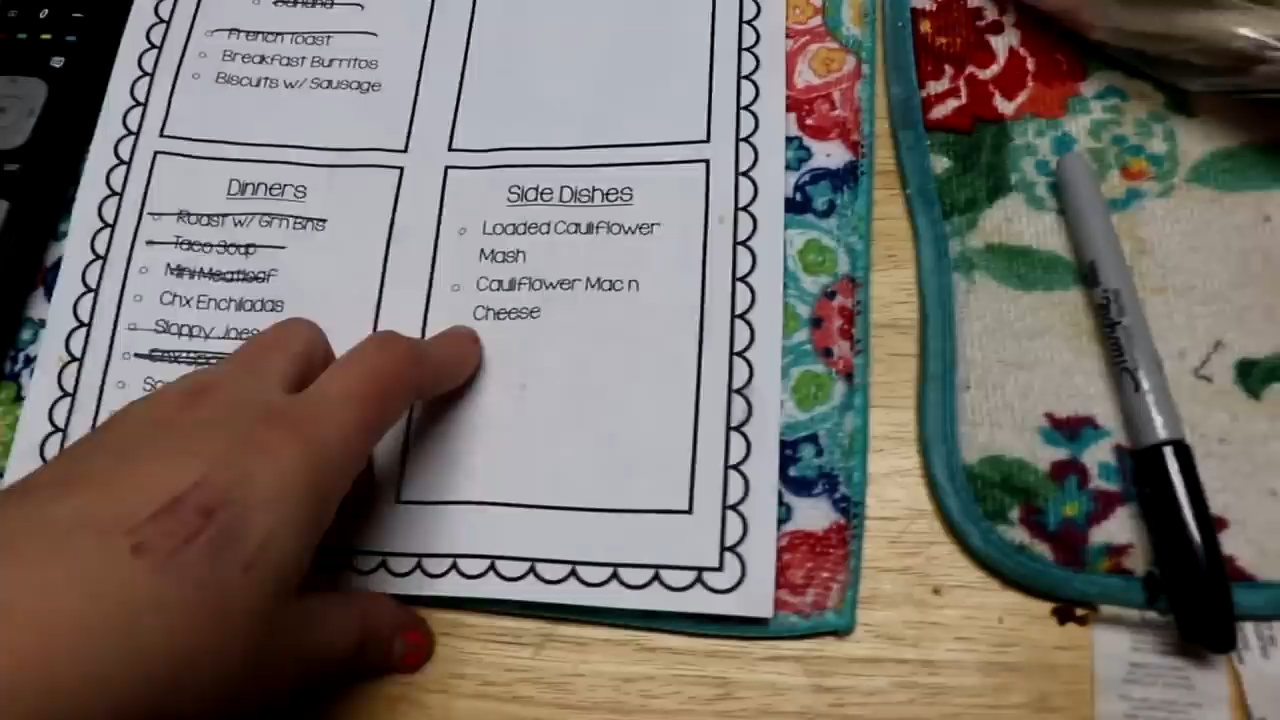 Banana
French Toast
Breakfast Burritos
Biscuits w/ Sausage
Dinners
Roast w/ Grn Bns
Taco Soup
Mini Meatloaf
Chx Enchiladas
Sloppy Joes
Side Dishes
Loaded Cauliflower
Mash
Cauliflower Mac n
Cheese